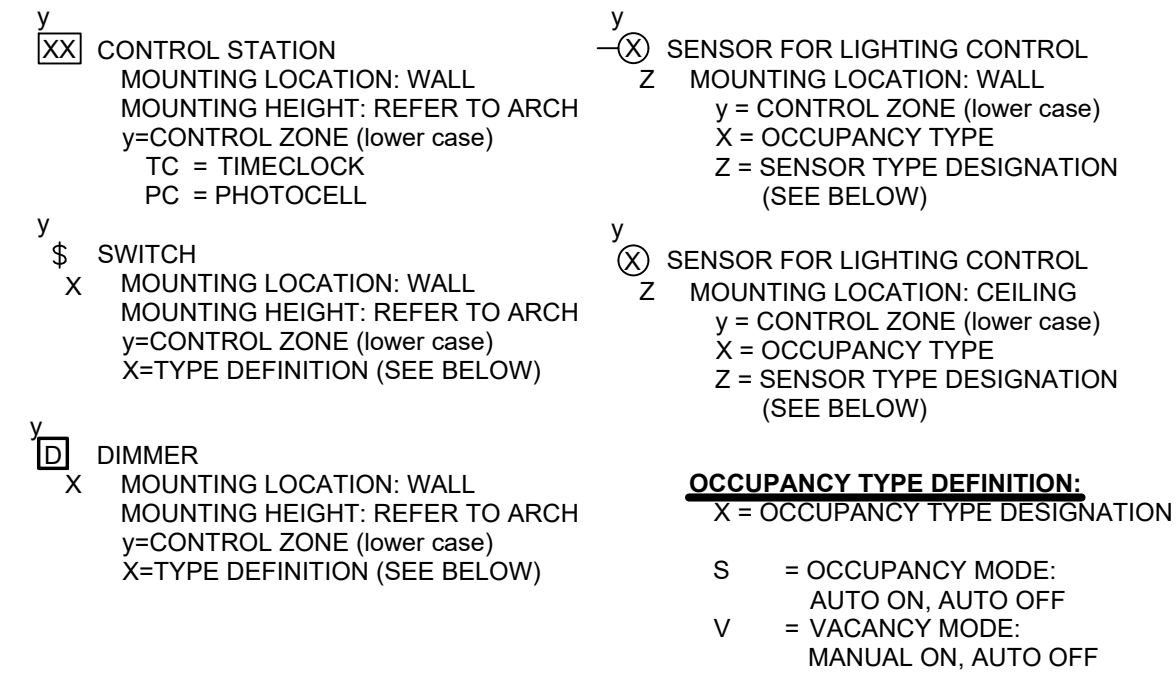 y
XX CONTROL STATION
MOUNTING LOCATION: WALL
MOUNTING HEIGHT: REFER TO ARCH
y=CONTROL ZONE (lower case)
TC = TIMECLOCK
PC = PHOTOCELL
y
$ SWITCH
X MOUNTING LOCATION: WALL
MOUNTING HEIGHT: REFER TO ARCH
y=CONTROL ZONE (lower case)
X=TYPE DEFINITION (SEE BELOW)
y
D DIMMER
X MOUNTING LOCATION: WALL
MOUNTING HEIGHT: REFER TO ARCH
y=CONTROL ZONE (lower case)
X=TYPE DEFINITION (SEE BELOW)
y
X SENSOR FOR LIGHTING CONTROL
Z MOUNTING LOCATION: WALL
y = CONTROL ZONE (lower case)
X = OCCUPANCY TYPE
Z = SENSOR TYPE DESIGNATION
(SEE BELOW)
y
X SENSOR FOR LIGHTING CONTROL
Z MOUNTING LOCATION: CEILING
y = CONTROL ZONE (lower case)
X = OCCUPANCY TYPE
Z = SENSOR TYPE DESIGNATION
(SEE BELOW)
OCCUPANCY TYPE DEFINITION:
X = OCCUPANCY TYPE DESIGNATION
S = OCCUPANCY MODE:
AUTO ON, AUTO OFF
V = VACANCY MODE:
MANUAL ON, AUTO OFF